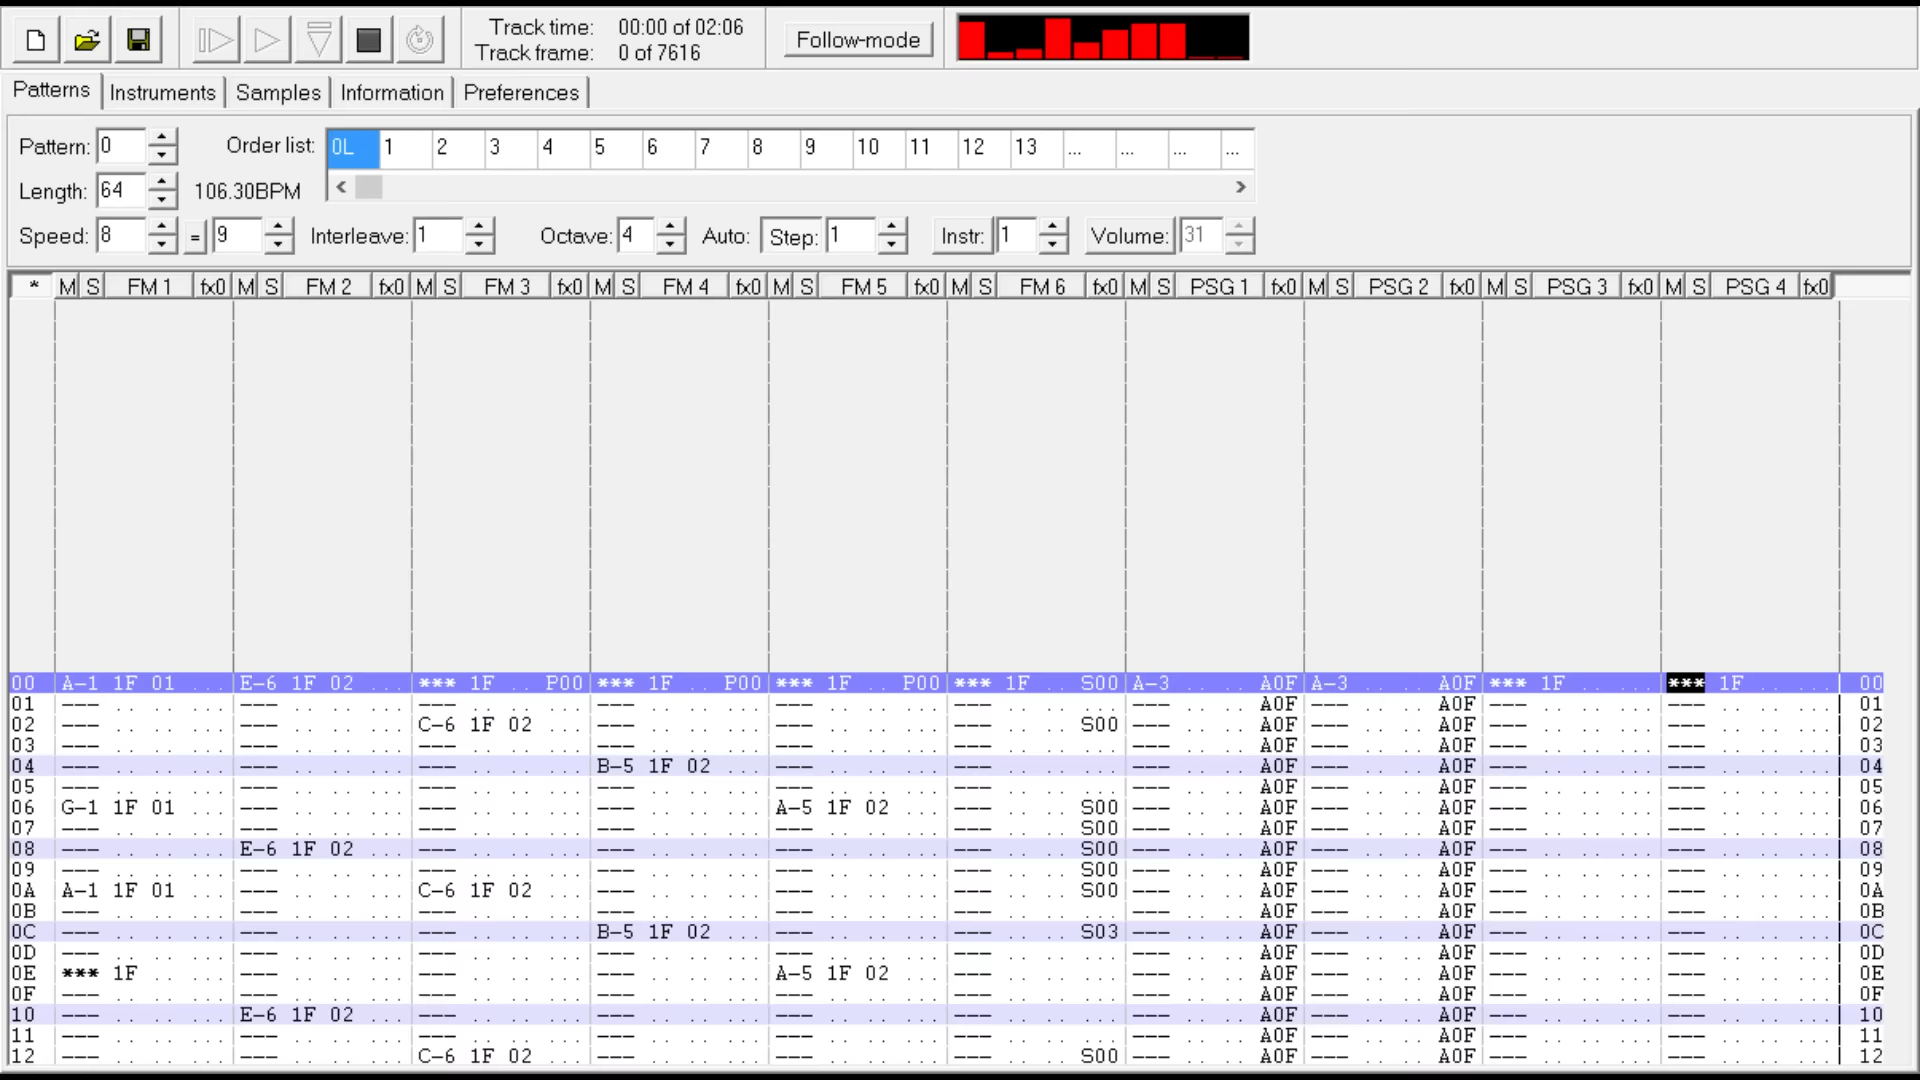 Track time: 00:00 of 02:06
Track frame: 0 of 7616
Follow-mode
Patterns Instruments Samples Information Preferences
Pattern: 0 Order list: 0L 1 2 3 4 5 6 7 8 9 10 11 12 13 ... ... ... ...
Length: 64 106.30BPM < >
Speed: 8 = 9 Interleave: 1 Octave: 4 Auto: Step: 1 Instr: 1 Volume: 31
* M S FM 1 fx0 M S FM 2 fx0 M S FM 3 fx0 M S FM 4 fx0 M S FM 5 fx0 M S FM 6 fx0 M S PSG 1 fx0 M S PSG 2 fx0 M S PSG 3 fx0 M S PSG 4 fx0
00 A-1 1F 01 ... E-6 1F 02 ... *** 1F .. P00 *** 1F .. P00 *** 1F .. P00 *** 1F .. S00 A-3 .. .. A0F A-3 .. .. A0F *** 1F .. ... *** 1F .. ... 00
01 --- .. .. ... --- .. .. ... --- .. .. ... --- .. .. ... --- .. .. ... --- .. .. ... --- .. .. A0F --- .. .. A0F --- .. .. ... --- .. .. ... 01
02 --- .. .. ... --- .. .. ... C-6 1F 02 ... --- .. .. ... --- .. .. ... --- .. .. S00 --- .. .. A0F --- .. .. A0F --- .. .. ... --- .. .. ... 02
03 --- .. .. ... --- .. .. ... --- .. .. ... --- .. .. ... --- .. .. ... --- .. .. ... --- .. .. A0F --- .. .. A0F --- .. .. ... --- .. .. ... 03
04 --- .. .. ... --- .. .. ... --- .. .. ... B-5 1F 02 ... --- .. .. ... --- .. .. ... --- .. .. A0F --- .. .. A0F --- .. .. ... --- .. .. ... 04
05 --- .. .. ... --- .. .. ... --- .. .. ... --- .. .. ... --- .. .. ... --- .. .. ... --- .. .. A0F --- .. .. A0F --- .. .. ... --- .. .. ... 05
06 G-1 1F 01 ... --- .. .. ... --- .. .. ... --- .. .. ... A-5 1F 02 ... --- .. .. S00 --- .. .. A0F --- .. .. A0F --- .. .. ... --- .. .. ... 06
07 --- .. .. ... --- .. .. ... --- .. .. ... --- .. .. ... --- .. .. ... --- .. .. S00 --- .. .. A0F --- .. .. A0F --- .. .. ... --- .. .. ... 07
08 --- .. .. ... E-6 1F 02 ... --- .. .. ... --- .. .. ... --- .. .. ... --- .. .. S00 --- .. .. A0F --- .. .. A0F --- .. .. ... --- .. .. ... 08
09 --- .. .. ... --- .. .. ... --- .. .. ... --- .. .. ... --- .. .. ... --- .. .. S00 --- .. .. A0F --- .. .. A0F --- .. .. ... --- .. .. ... 09
0A A-1 1F 01 ... --- .. .. ... C-6 1F 02 ... --- .. .. ... --- .. .. ... --- .. .. S00 --- .. .. A0F --- .. .. A0F --- .. .. ... --- .. .. ... 0A
0B --- .. .. ... --- .. .. ... --- .. .. ... --- .. .. ... --- .. .. ... --- .. .. ... --- .. .. A0F --- .. .. A0F --- .. .. ... --- .. .. ... 0B
0C --- .. .. ... --- .. .. ... --- .. .. ... B-5 1F 02 ... --- .. .. ... --- .. .. S03 --- .. .. A0F --- .. .. A0F --- .. .. ... --- .. .. ... 0C
0D --- .. .. ... --- .. .. ... --- .. .. ... --- .. .. ... --- .. .. ... --- .. .. ... --- .. .. A0F --- .. .. A0F --- .. .. ... --- .. .. ... 0D
0E *** 1F .. ... --- .. .. ... --- .. .. ... --- .. .. ... A-5 1F 02 ... --- .. .. ... --- .. .. A0F --- .. .. A0F --- .. .. ... --- .. .. ... 0E
0F --- .. .. ... --- .. .. ... --- .. .. ... --- .. .. ... --- .. .. ... --- .. .. ... --- .. .. A0F --- .. .. A0F --- .. .. ... --- .. .. ... 0F
10 --- .. .. ... E-6 1F 02 ... --- .. .. ... --- .. .. ... --- .. .. ... --- .. .. ... --- .. .. A0F --- .. .. A0F --- .. .. ... --- .. .. ... 10
11 --- .. .. ... --- .. .. ... --- .. .. ... --- .. .. ... --- .. .. ... --- .. .. ... --- .. .. A0F --- .. .. A0F --- .. .. ... --- .. .. ... 11
12 --- .. .. ... --- .. .. ... C-6 1F 02 ... --- .. .. ... --- .. .. ... --- .. .. S00 --- .. .. A0F --- .. .. A0F --- .. .. ... --- .. .. ... 12